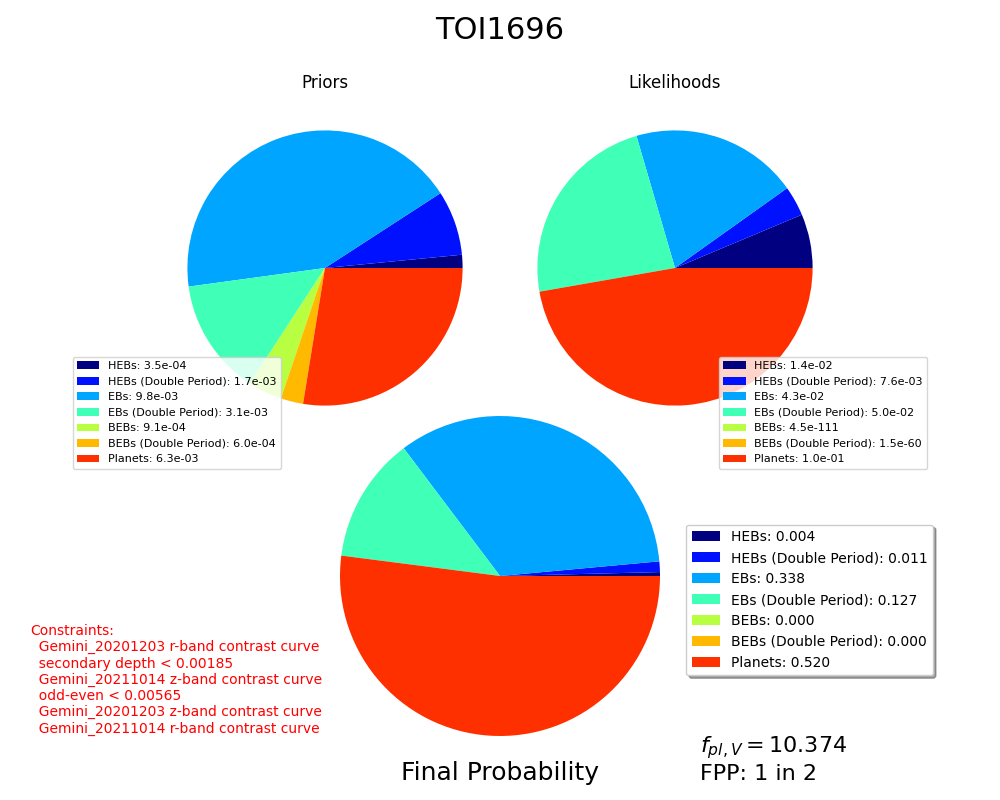 TOI1696
Priors
Likelihoods
HEBs: 3.5e-04
HEBs (Double Period): 1.7e-03
EBs: 9.8e-03
EBs (Double Period): 3.1e-03
BEBs: 9.1e-04
BEBs (Double Period): 6.0e-04
Planets: 6.3e-03
HEBs: 1.4e-02
HEBs (Double Period): 7.6e-03
EBs: 4.3e-02
EBs (Double Period): 5.0e-02
BEBs: 4.5e-111
BEBs (Double Period): 1.5e-60
Planets: 1.0e-01
HEBs: 0.004
HEBs (Double Period): 0.011
EBs: 0.338
EBs (Double Period): 0.127
BEBs: 0.000
BEBs (Double Period): 0.000
Planets: 0.520
Constraints:
Gemini_20201203 r-band contrast curve
secondary depth < 0.00185
Gemini_20211014 z-band contrast curve
odd-even < 0.00565
Gemini_20201203 z-band contrast curve
Gemini_20211014 r-band contrast curve
Final Probability
f_{pl, V} = 10.374
FPP: 1 in 2